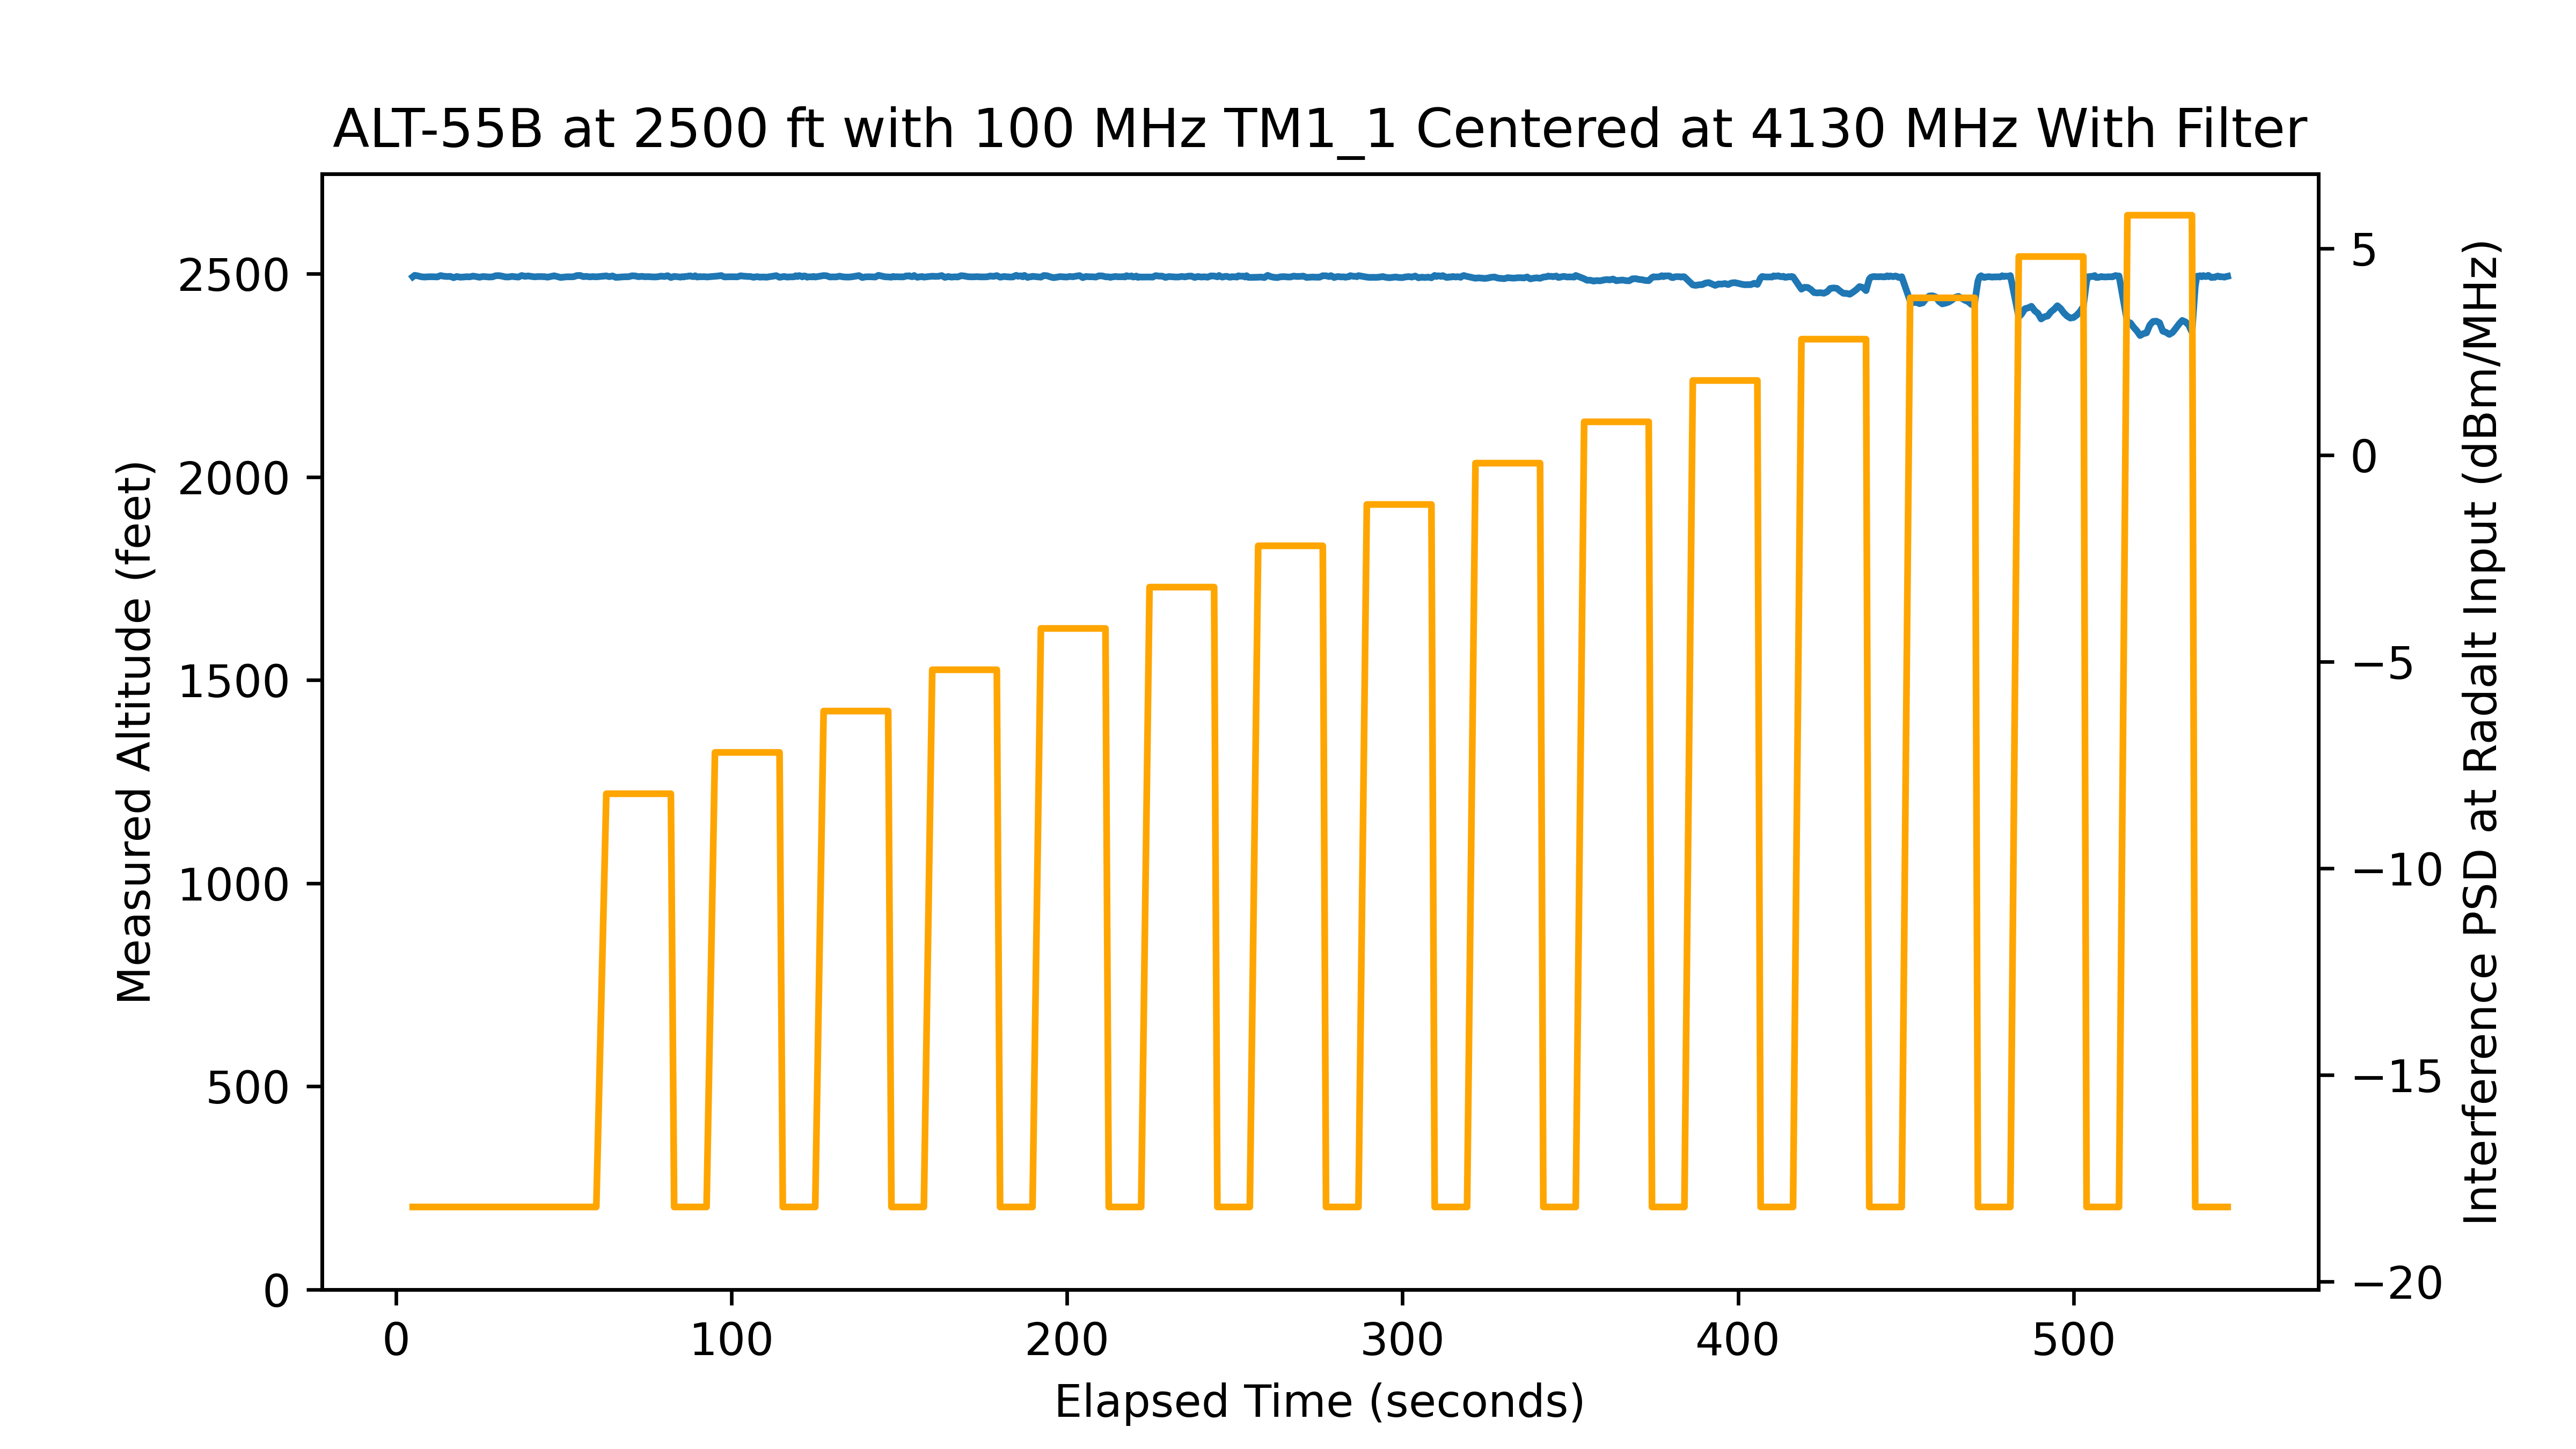 ALT-55B at 2500 ft with 100 MHz TM1_1 Centered at 4130 MHz With Filter
Measured Altitude (feet)
2500
2000
1500
1000
500
0
5
0
−5
−10
−15
−20
Interference PSD at Radalt Input (dBm/MHz)
0 100 200 300 400 500
Elapsed Time (seconds)